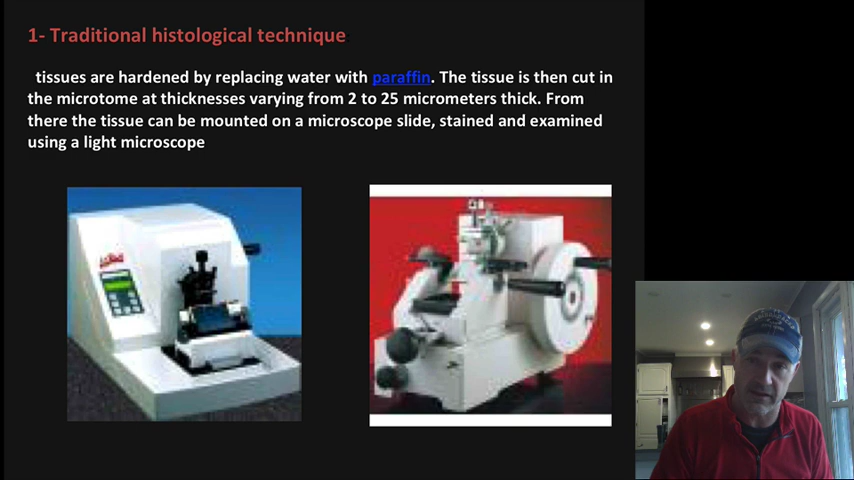 1- Traditional histological technique
tissues are hardened by replacing water with paraffin. The tissue is then cut in
the microtome at thicknesses varying from 2 to 25 micrometers thick. From
there the tissue can be mounted on a microscope slide, stained and examined
using a light microscope